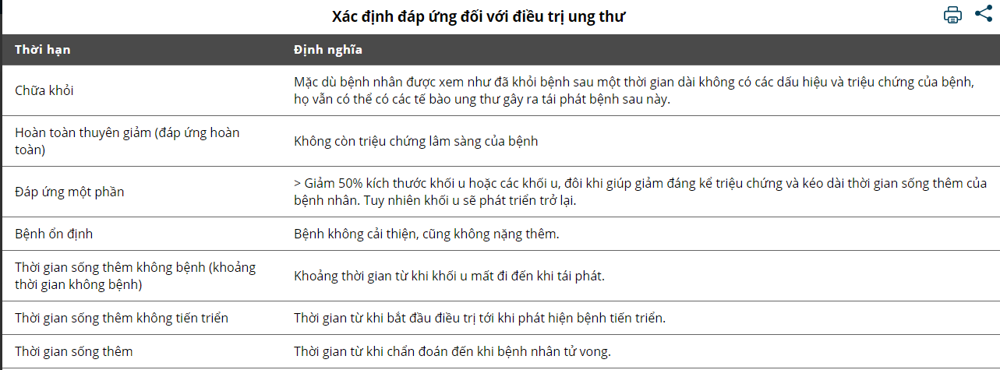 Xác định đáp ứng đối với điều trị ung thư
Thời hạn
Định nghĩa
Chữa khỏi
Mặc dù bệnh nhân được xem như đã khỏi bệnh sau một thời gian dài không có các dấu hiệu và triệu chứng của bệnh,
họ vẫn có thể có các tế bào ung thư gây ra tái phát bệnh sau này.
Hoàn toàn thuyên giảm (đáp ứng hoàn
toàn)
Không còn triệu chứng lâm sàng của bệnh
Đáp ứng một phần
> Giảm 50% kích thước khối u hoặc các khối u, đôi khi giúp giảm đáng kể triệu chứng và kéo dài thời gian sống thêm của
bệnh nhân. Tuy nhiên khối u sẽ phát triển trở lại.
Bệnh ổn định
Bệnh không cải thiện, cũng không nặng thêm.
Thời gian sống thêm không bệnh (khoảng
thời gian không bệnh)
Khoảng thời gian từ khi khối u mất đi đến khi tái phát.
Thời gian sống thêm không tiến triển
Thời gian từ khi bắt đầu điều trị tới khi phát hiện bệnh tiến triển.
Thời gian sống thêm
Thời gian từ khi chẩn đoán đến khi bệnh nhân tử vong.